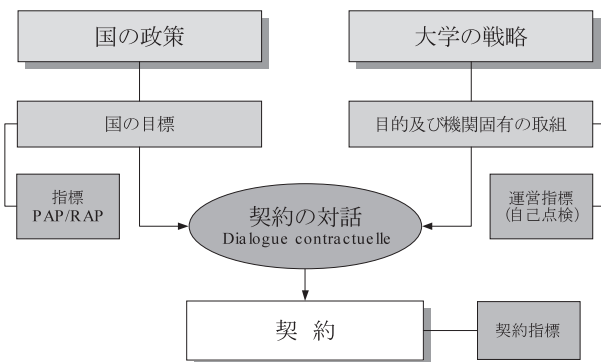 国の政策
大学の戦略
国の目標
目的及び機関固有の取組
指標
PAP/RAP
契約の対話
Dialogue contractuelle
運営指標
(自己点検)
契 約
契約指標